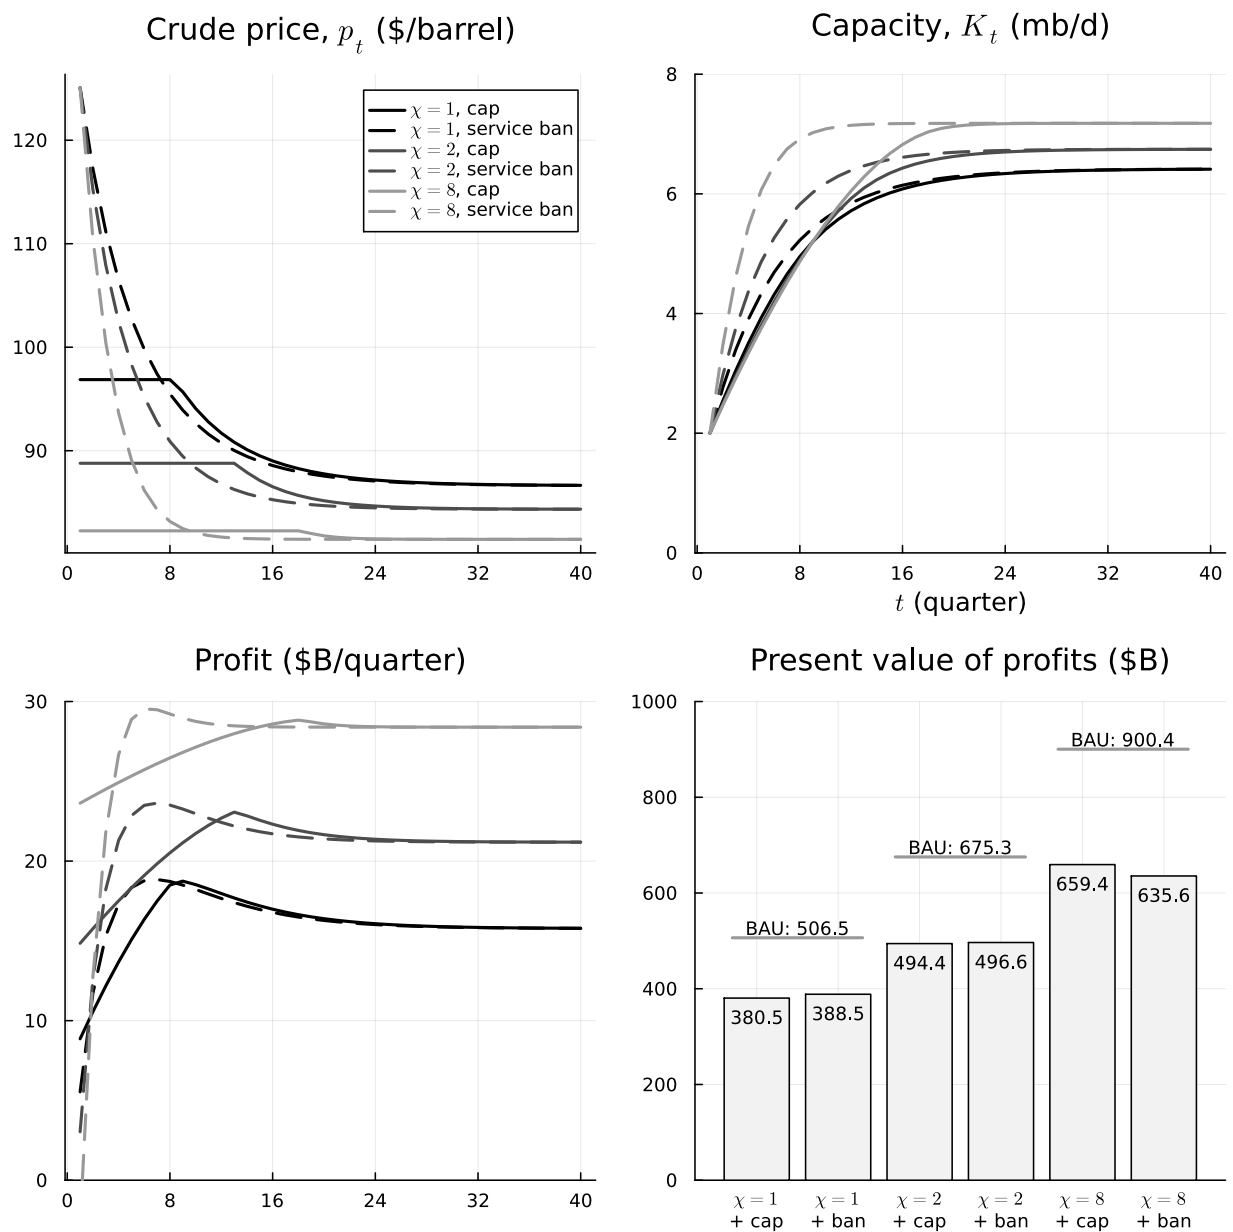 Crude price, p_t ($/barrel)
120
110
100
90
0 8 16 24 32 40
χ = 1, cap
χ = 1, service ban
χ = 2, cap
χ = 2, service ban
χ = 8, cap
χ = 8, service ban
Capacity, K_t (mb/d)
8
6
4
2
0
0 8 16 24 32 40
t (quarter)
Profit ($B/quarter)
30
20
10
0
0 8 16 24 32 40
Present value of profits ($B)
1000
800
600
400
200
0
BAU: 506.5
BAU: 675.3
BAU: 900.4
380.5
388.5
494.4
496.6
659.4
635.6
χ = 1
+ cap
χ = 1
+ ban
χ = 2
+ cap
χ = 2
+ ban
χ = 8
+ cap
χ = 8
+ ban